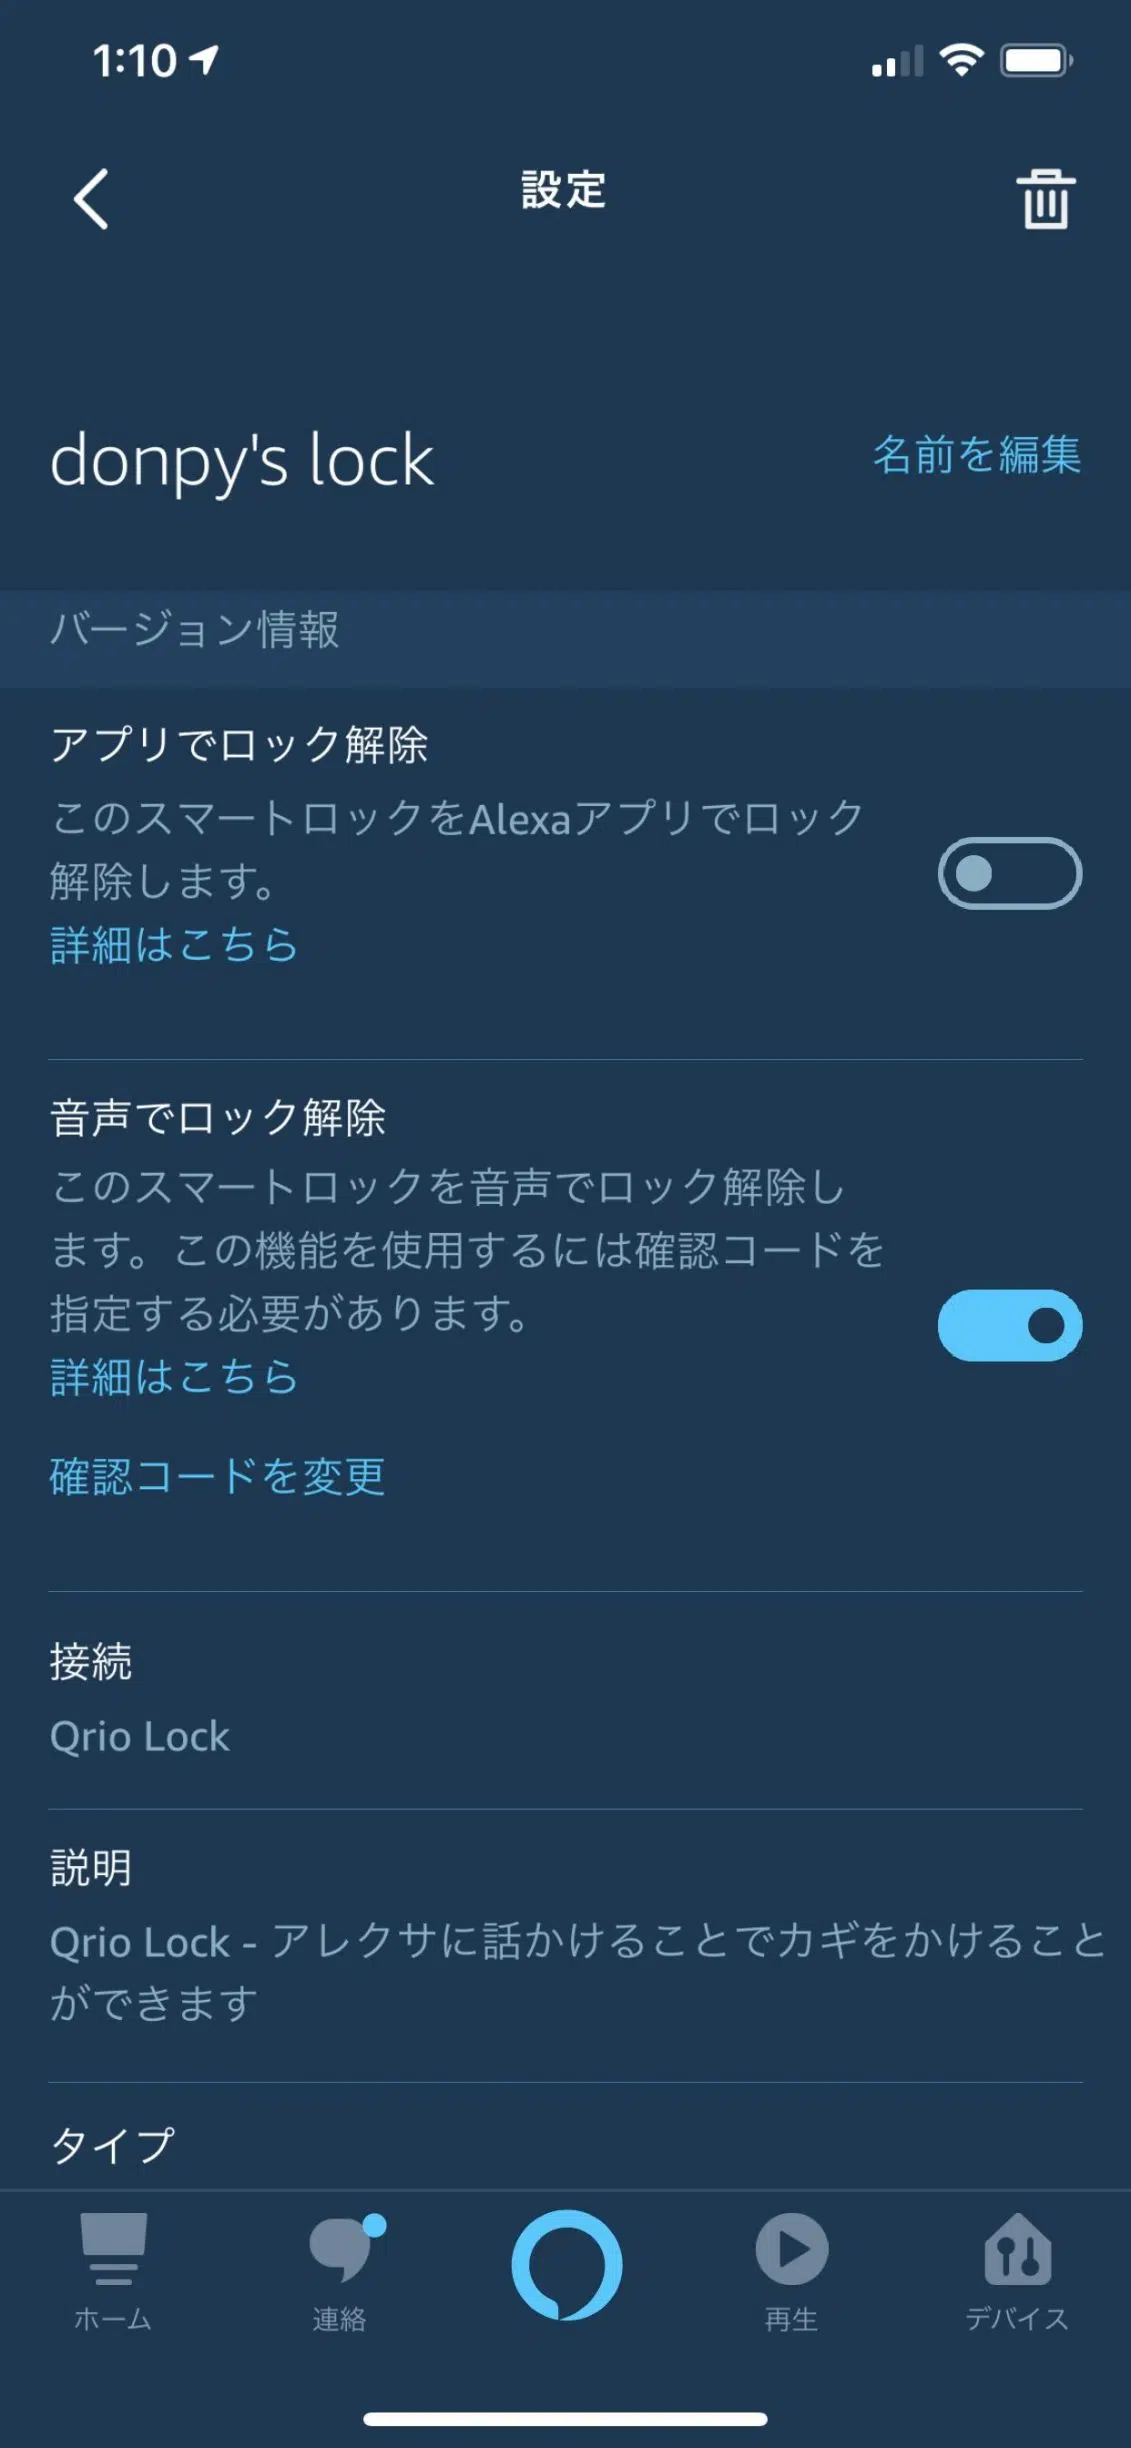 1:10
設定
donpy's lock
名前を編集
バージョン情報
アプリでロック解除
このスマートロックをAlexaアプリでロック
解除します。
詳細はこちら
音声でロック解除
このスマートロックを音声でロック解除し
ます。この機能を使用するには確認コードを
指定する必要があります。
詳細はこちら
確認コードを変更
接続
Qrio Lock
説明
Qrio Lock - アレクサに話かけることでカギをかけること
ができます
タイプ
ホーム
連絡
再生
デバイス